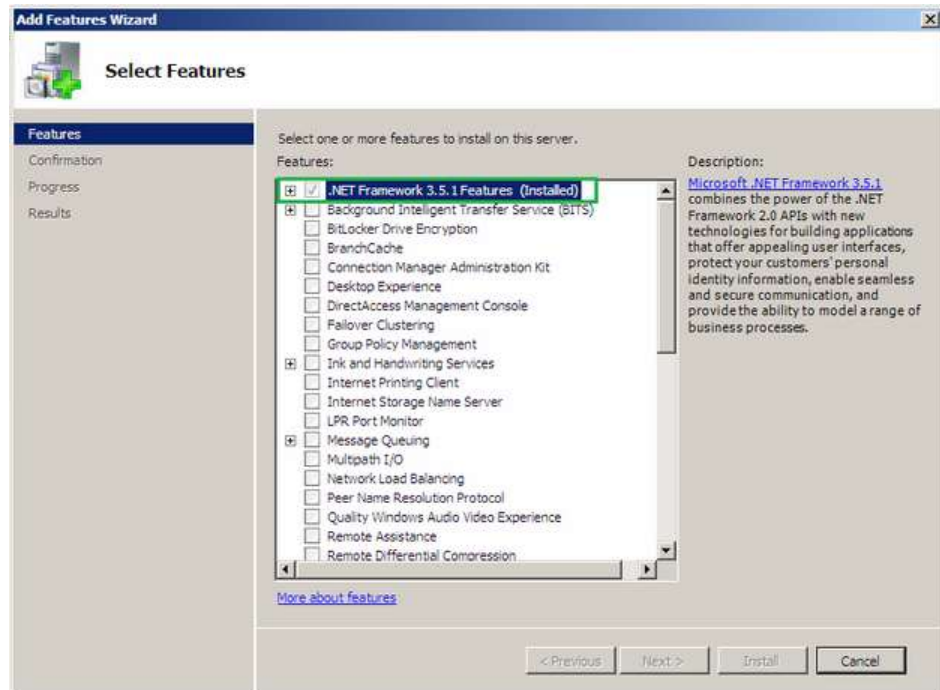 Add Features Wizard
Select Features
Features
Confirmation
Progress
Results
Select one or more features to install on this server.
Features:
.NET Framework 3.5.1 Features (Installed)
Background Intelligent Transfer Service (BITS)
BitLocker Drive Encryption
BranchCache
Connection Manager Administration Kit
Desktop Experience
DirectAccess Management Console
Failover Clustering
Group Policy Management
Ink and Handwriting Services
Internet Printing Client
Internet Storage Name Server
LPR Port Monitor
Message Queuing
Multipath I/O
Network Load Balancing
Peer Name Resolution Protocol
Quality Windows Audio Video Experience
Remote Assistance
Remote Differential Compression
More about features
Description:
Microsoft .NET Framework 3.5.1
combines the power of the .NET
Framework 2.0 APIs with new
technologies for building applications
that offer appealing user interfaces,
protect your customers' personal
identity information, enable seamless
and secure communication, and
provide the ability to model a range of
business processes.
< Previous
Next >
Install
Cancel